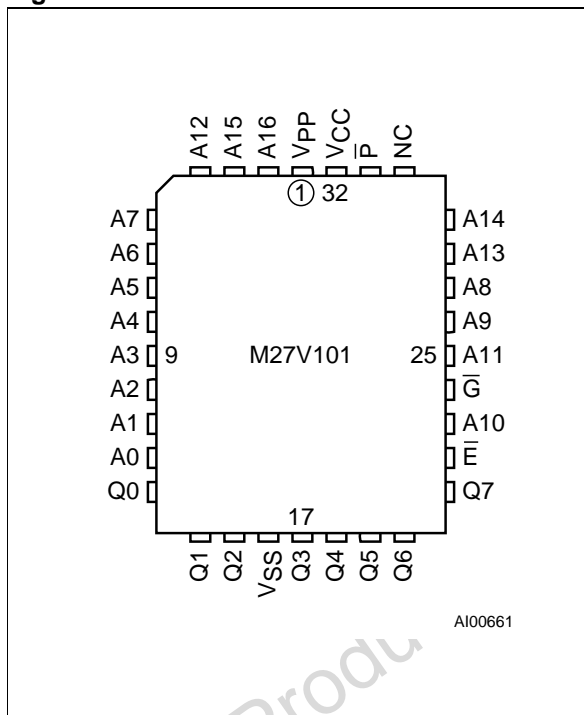 A12 A15 A16 VPP VCC P̅ NC
① 32
A7 A14
A6 A13
A5 A8
A4 A9
A3 9 M27V101 25 A11
A2 G̅
A1 A10
A0 E̅
Q0 Q7
17
Q1 Q2 VSS Q3 Q4 Q5 Q6
AI00661